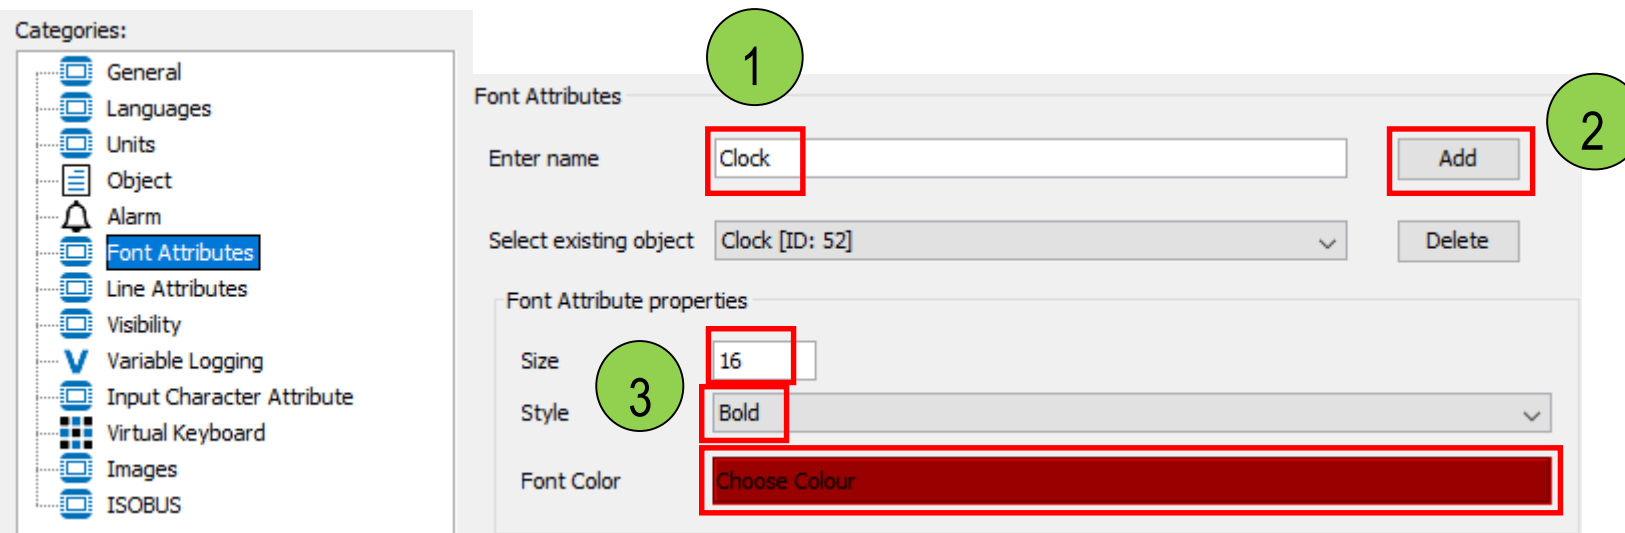 Categories:
General
Languages
Units
Object
Alarm
Font Attributes
Line Attributes
Visibility
Variable Logging
Input Character Attribute
Virtual Keyboard
Images
ISOBUS
1
Font Attributes
2
Enter name Clock Add
Select existing object Clock [ID: 52] Delete
Font Attribute properties
Size 16
3
Style Bold
Font Color Choose Colour